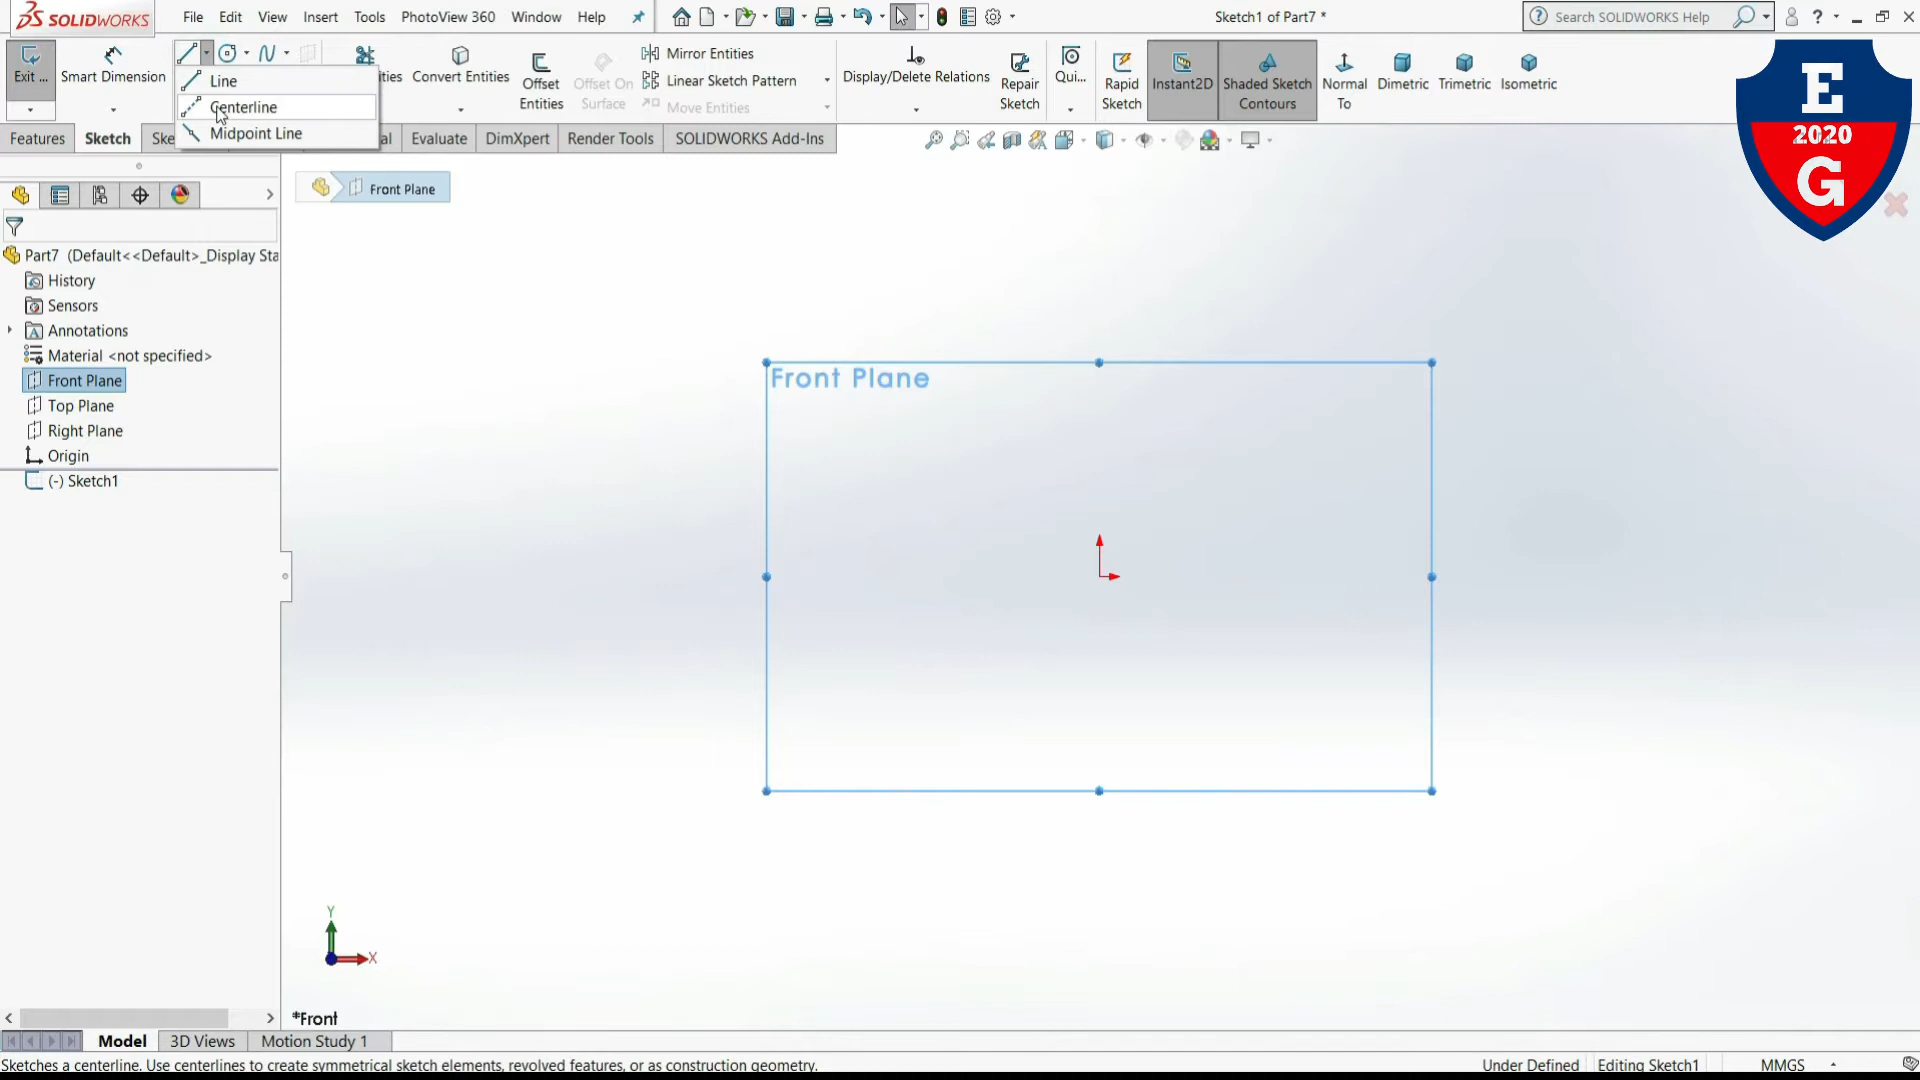 SOLIDWORKS
File Edit View Insert Tools PhotoView 360 Window Help
Sketch1 of Part7 *
Search SOLIDWORKS Help
Exit ...
Smart Dimension
Line
Centerline
Midpoint Line
ities
Convert Entities
Offset Entities
Offset On Surface
Mirror Entities
Linear Sketch Pattern
Move Entities
Display/Delete Relations
Repair Sketch
Qui...
Rapid Sketch
Instant2D
Shaded Sketch Contours
Normal To
Dimetric
Trimetric
Isometric
E
2020
G
Features Sketch Ske al Evaluate DimXpert Render Tools SOLIDWORKS Add-Ins
Front Plane
Part7 (Default<<Default>_Display Sta
History
Sensors
Annotations
Material <not specified>
Front Plane
Top Plane
Right Plane
Origin
(-) Sketch1
Front Plane
Y
X
*Front
Model 3D Views Motion Study 1
Sketches a centerline. Use centerlines to create symmetrical sketch elements, revolved features, or as construction geometry.
Under Defined Editing Sketch1 MMGS